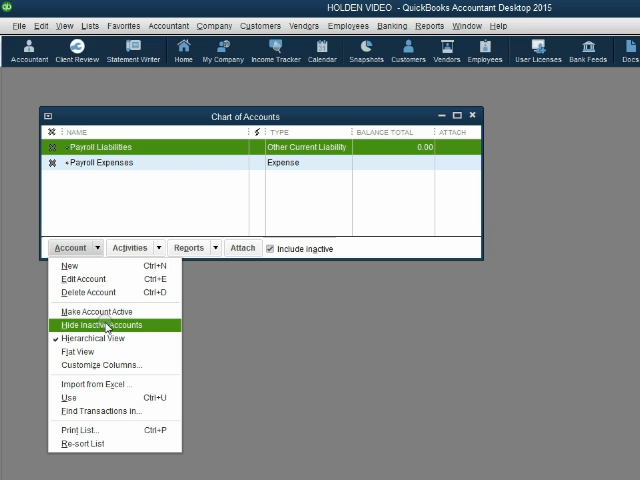 HOLDEN VIDEO - QuickBooks Accountant Desktop 2015
File Edit View Lists Favorites Accountant Company Customers Vendors Employees Banking Reports Window Help
Accountant Client Review Statement Writer Home My Company Income Tracker Calendar Snapshots Customers Vendors Employees User Licenses Bank Feeds Docs
Chart of Accounts
NAME TYPE BALANCE TOTAL ATTACH
Payroll Liabilities Other Current Liability 0.00
Payroll Expenses Expense
Account Activities Reports Attach Include inactive
New Ctrl+N
Edit Account Ctrl+E
Delete Account Ctrl+D
Make Account Active
Hide Inactive Accounts
Hierarchical View
Flat View
Customize Columns...
Import from Excel ...
Use Ctrl+U
Find Transactions in...
Print List... Ctrl+P
Re-sort List